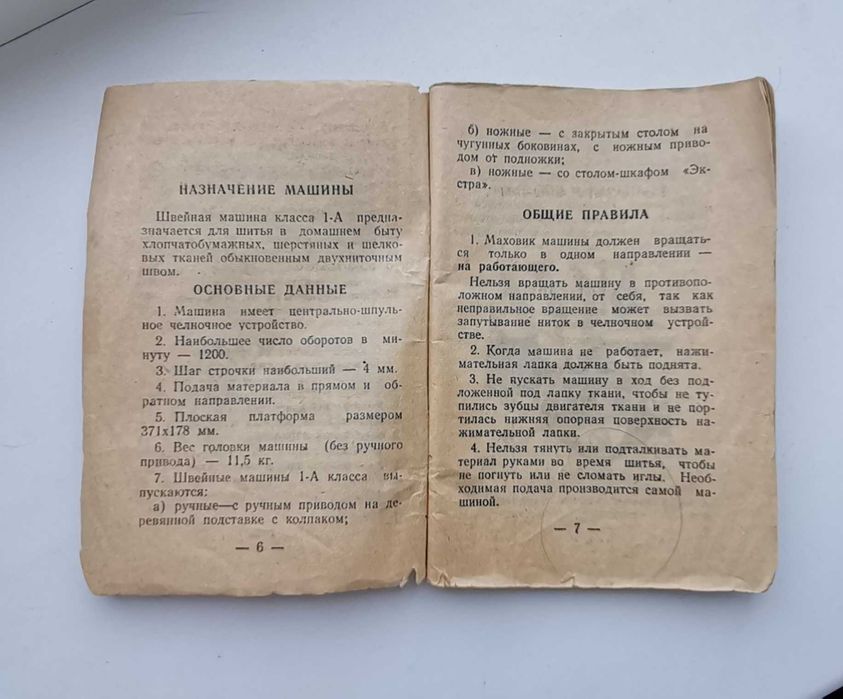 НАЗНАЧЕНИЕ МАШИНЫ
Швейная машина класса 1-А предна-
значается для шитья в домашнем быту
хлопчатобумажных, шерстяных и шелко-
вых тканей обыкновенным двухниточным
швом.
ОСНОВНЫЕ ДАННЫЕ
1. Машина имеет центрально-шпуль-
ное челночное устройство.
2. Наибольшее число оборотов в ми-
нуту — 1200.
3. Шаг строчки наибольший — 4 мм.
4. Подача материала в прямом и об-
ратном направлении.
5. Плоская платформа размером
371х178 мм.
6. Вес головки машины (без ручного
привода) — 11,5 кг.
7. Швейные машины 1-А класса вы-
пускаются:
а) ручные—с ручным приводом на де-
ревянной подставке с колпаком;
— 6 —
б) ножные — с закрытым столом на
чугунных боковинах, с ножным приво-
дом от подножки;
в) ножные — со столом-шкафом «Эк-
стра».
ОБЩИЕ ПРАВИЛА
1. Маховик машины должен вращать-
ся только в одном направлении —
на работающего.
Нельзя вращать машину в противопо-
ложном направлении, от себя, так как
неправильное вращение может вызвать
запутывание ниток в челночном устрой-
стве.
2. Когда машина не работает, нажи-
мательная лапка должна быть поднята.
3. Не пускать машину в ход без под-
ложенной под лапку ткани, чтобы не ту-
пились зубцы двигателя ткани и не пор-
тилась нижняя опорная поверхность на-
жимательной лапки.
4. Нельзя тянуть или подталкивать ма-
териал руками во время шитья, чтобы
не погнуть или не сломать иглы. Необ-
ходимая подача производится самой ма-
шиной.
— 7 —